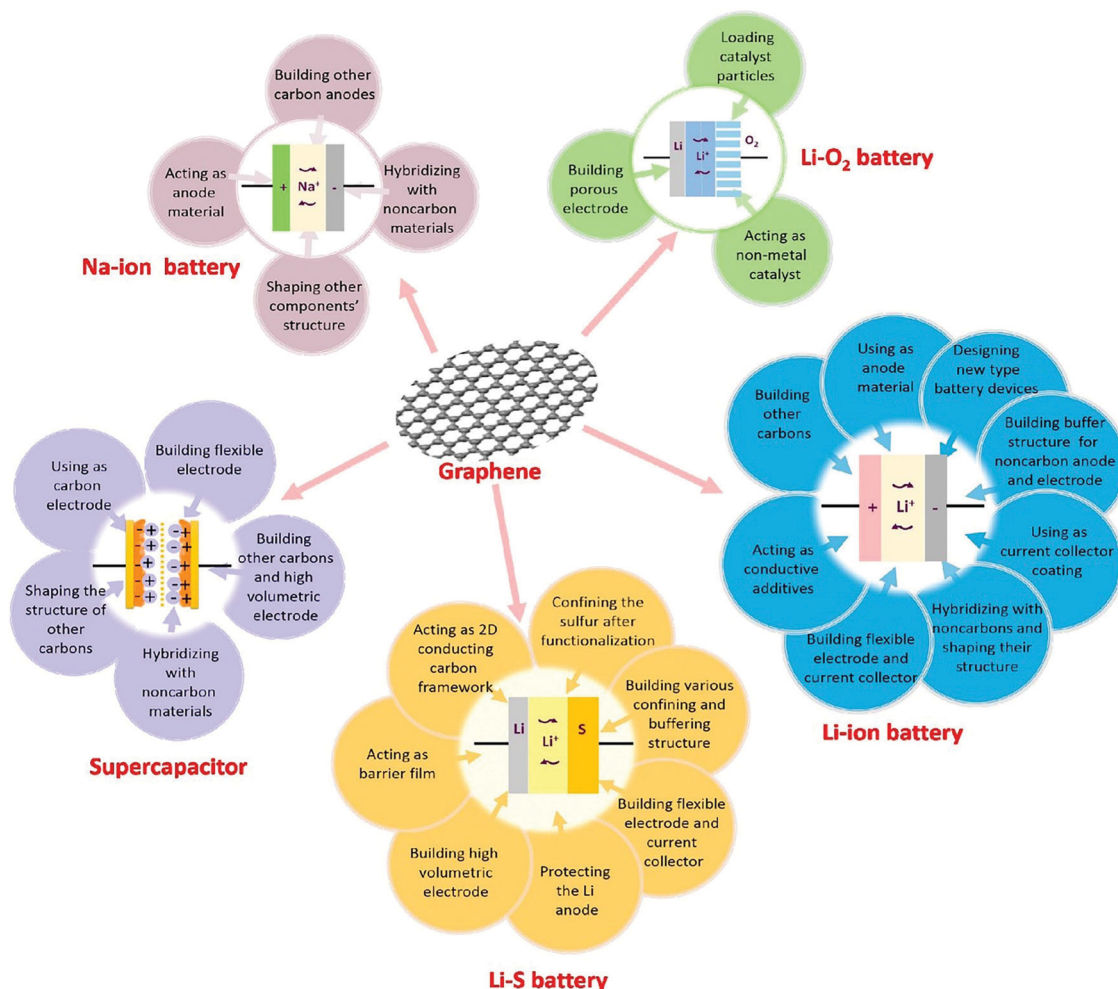 Building other
carbon anodes
Acting as
anode
material
+
Na⁺
-
Hybridizing
with
noncarbon
materials
Shaping other
components’
structure
Na-ion battery
Loading
catalyst
particles
Li
Li⁺
O₂
Building
porous
electrode
Acting as
non-metal
catalyst
Li-O₂ battery
Graphene
Using as
anode
material
Designing
new type
battery devices
Building
other
carbons
Building buffer
structure for
noncarbon anode
and electrode
+
Li⁺
-
Acting as
conductive
additives
Using as
current collector
coating
Building flexible
electrode and
current collector
Hybridizing with
noncarbons and
shaping their
structure
Li-ion battery
Building flexible
electrode
Using as
carbon
electrode
- + - +
- + - +
- + - +
- + - +
- + - +
Building
other carbons
and high
volumetric
electrode
Shaping the
structure of
other
carbons
Hybridizing
with
noncarbon
materials
Supercapacitor
Confining the
sulfur after
functionalization
Acting as 2D
conducting
carbon
framework
Building various
confining and
buffering
structure
Li
Li⁺
S
Acting as
barrier film
Building flexible
electrode and
current
collector
Building high
volumetric
electrode
Protecting
the Li
anode
Li-S battery